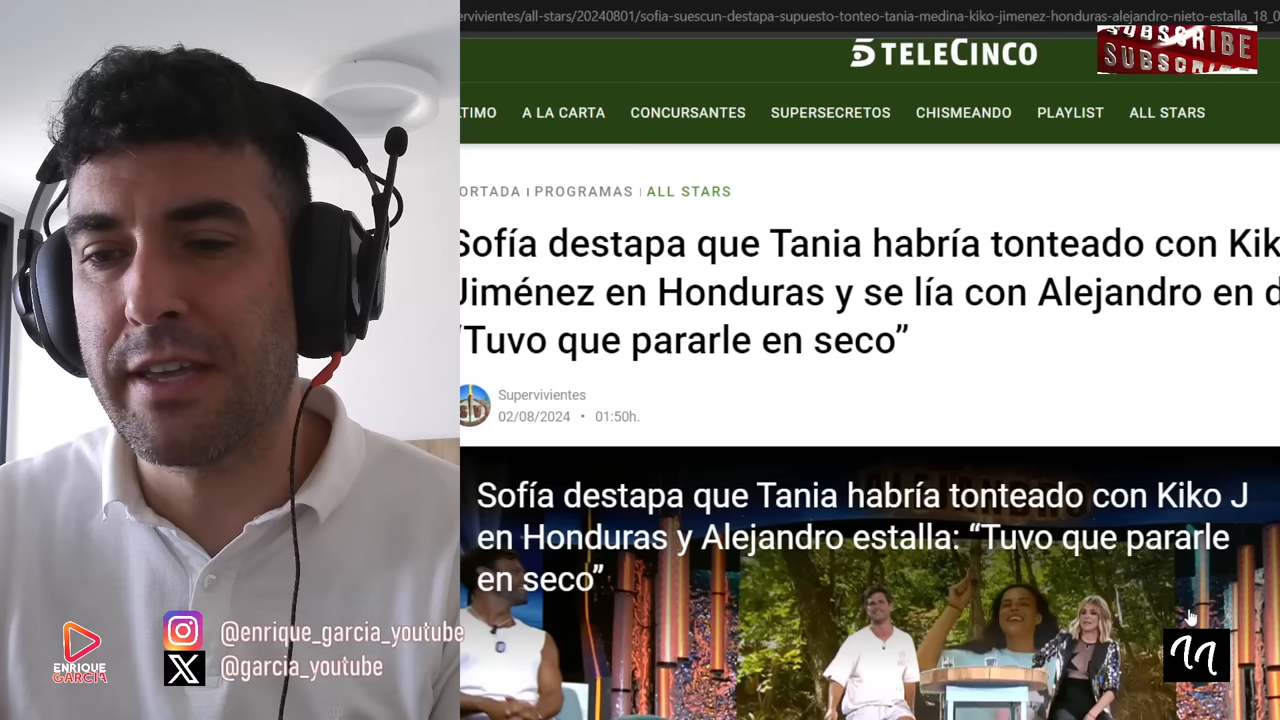 ervivientes/all-stars/20240801/sofia-suescun-destapa-supuesto-tonteo-tania-medina-kiko-jimenez-honduras-alejandro-nieto-estalla_18_0
SUBSCRIBE
SUBSCRIBE
5 TELECINCO
LTIMO A LA CARTA CONCURSANTES SUPERSECRETOS CHISMEANDO PLAYLIST ALL STARS
ORTADA | PROGRAMAS | ALL STARS
Sofía destapa que Tania habría tonteado con Kik
Jiménez en Honduras y se lía con Alejandro en d
“Tuvo que pararle en seco”
Supervivientes
02/08/2024 • 01:50h.
Sofía destapa que Tania habría tonteado con Kiko J
en Honduras y Alejandro estalla: “Tuvo que pararle
en seco”
@enrique_garcia_youtube
@garcia_youtube
ENRIQUE
GARCIA